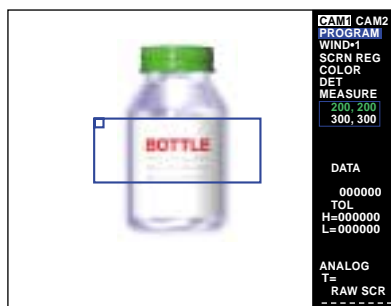 BOTTLE
CAM1 CAM2
PROGRAM
WIND•1
SCRN REG
COLOR
DET
MEASURE
200, 200
300, 300
DATA
000000
TOL
H=000000
L=000000
ANALOG
T=
RAW SCR